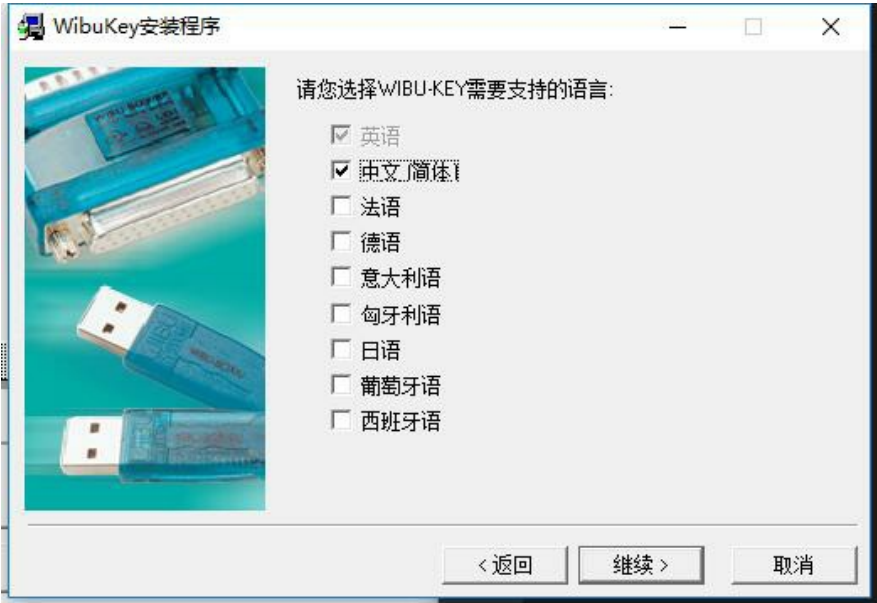 WibuKey安装程序
请您选择WIBU-KEY需要支持的语言:
英语
中文(简体)
法语
德语
意大利语
匈牙利语
日语
葡萄牙语
西班牙语
<返回
继续>
取消